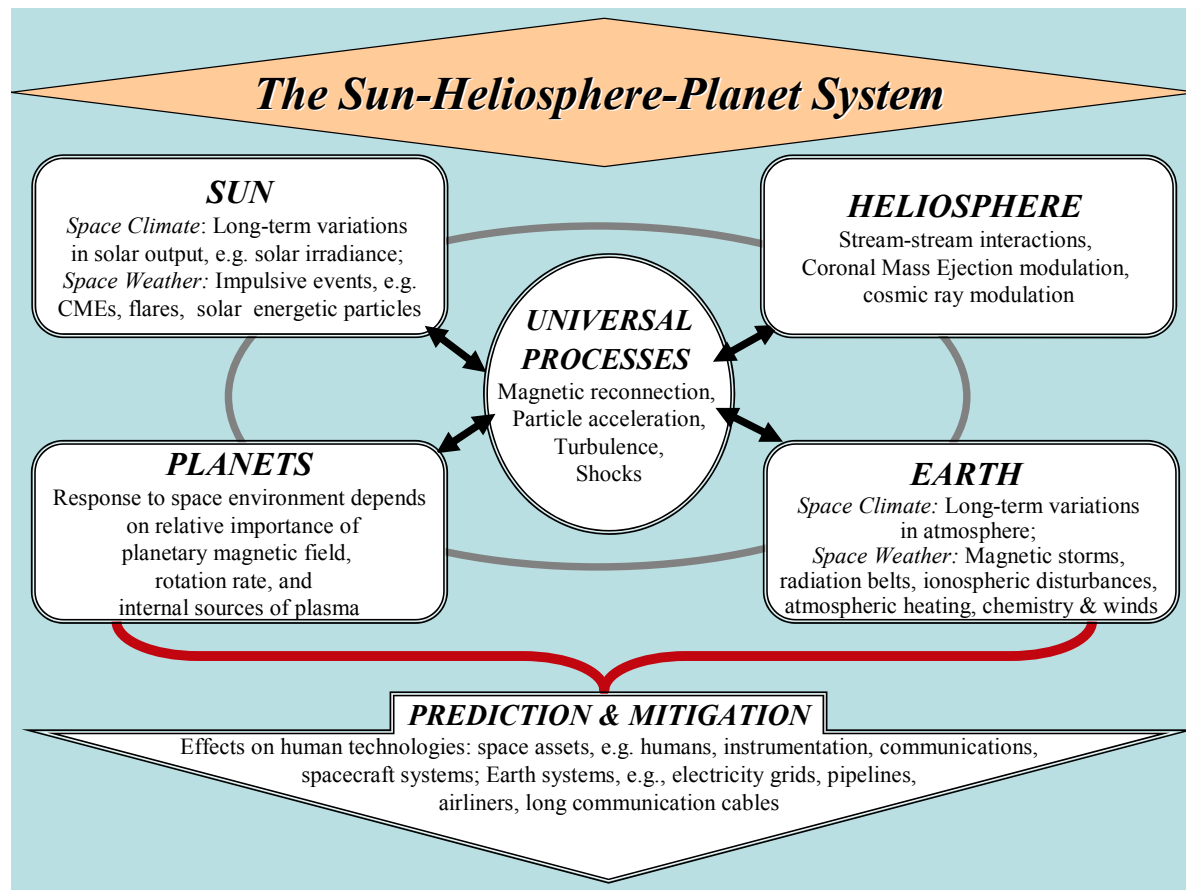 The Sun-Heliosphere-Planet System
SUN
Space Climate: Long-term variations
in solar output, e.g. solar irradiance;
Space Weather: Impulsive events, e.g.
CMEs, flares, solar energetic particles
HELIOSPHERE
Stream-stream interactions,
Coronal Mass Ejection modulation,
cosmic ray modulation
UNIVERSAL
PROCESSES
Magnetic reconnection,
Particle acceleration,
Turbulence,
Shocks
PLANETS
Response to space environment depends
on relative importance of
planetary magnetic field,
rotation rate, and
internal sources of plasma
EARTH
Space Climate: Long-term variations
in atmosphere;
Space Weather: Magnetic storms,
radiation belts, ionospheric disturbances,
atmospheric heating, chemistry & winds
PREDICTION & MITIGATION
Effects on human technologies: space assets, e.g. humans, instrumentation, communications,
spacecraft systems; Earth systems, e.g., electricity grids, pipelines,
airliners, long communication cables